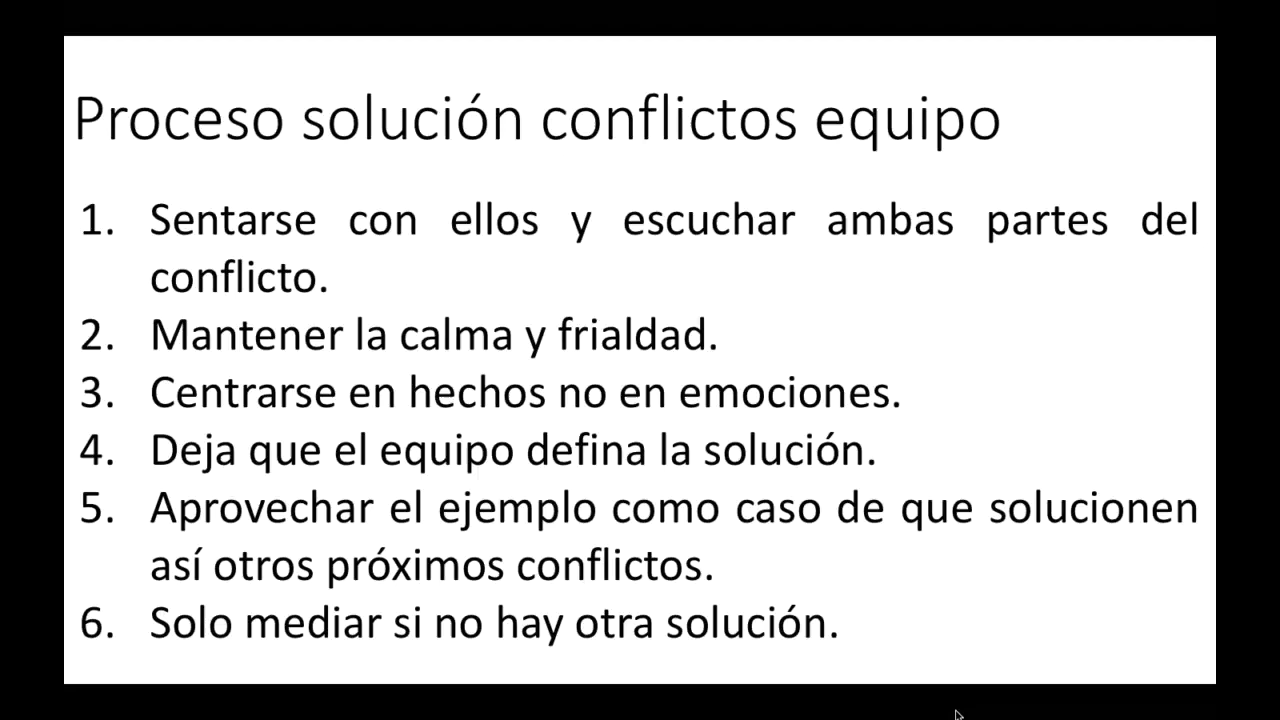 Proceso solución conflictos equipo
1. Sentarse con ellos y escuchar ambas partes del
conflicto.
2. Mantener la calma y frialdad.
3. Centrarse en hechos no en emociones.
4. Deja que el equipo defina la solución.
5. Aprovechar el ejemplo como caso de que solucionen
así otros próximos conflictos.
6. Solo mediar si no hay otra solución.